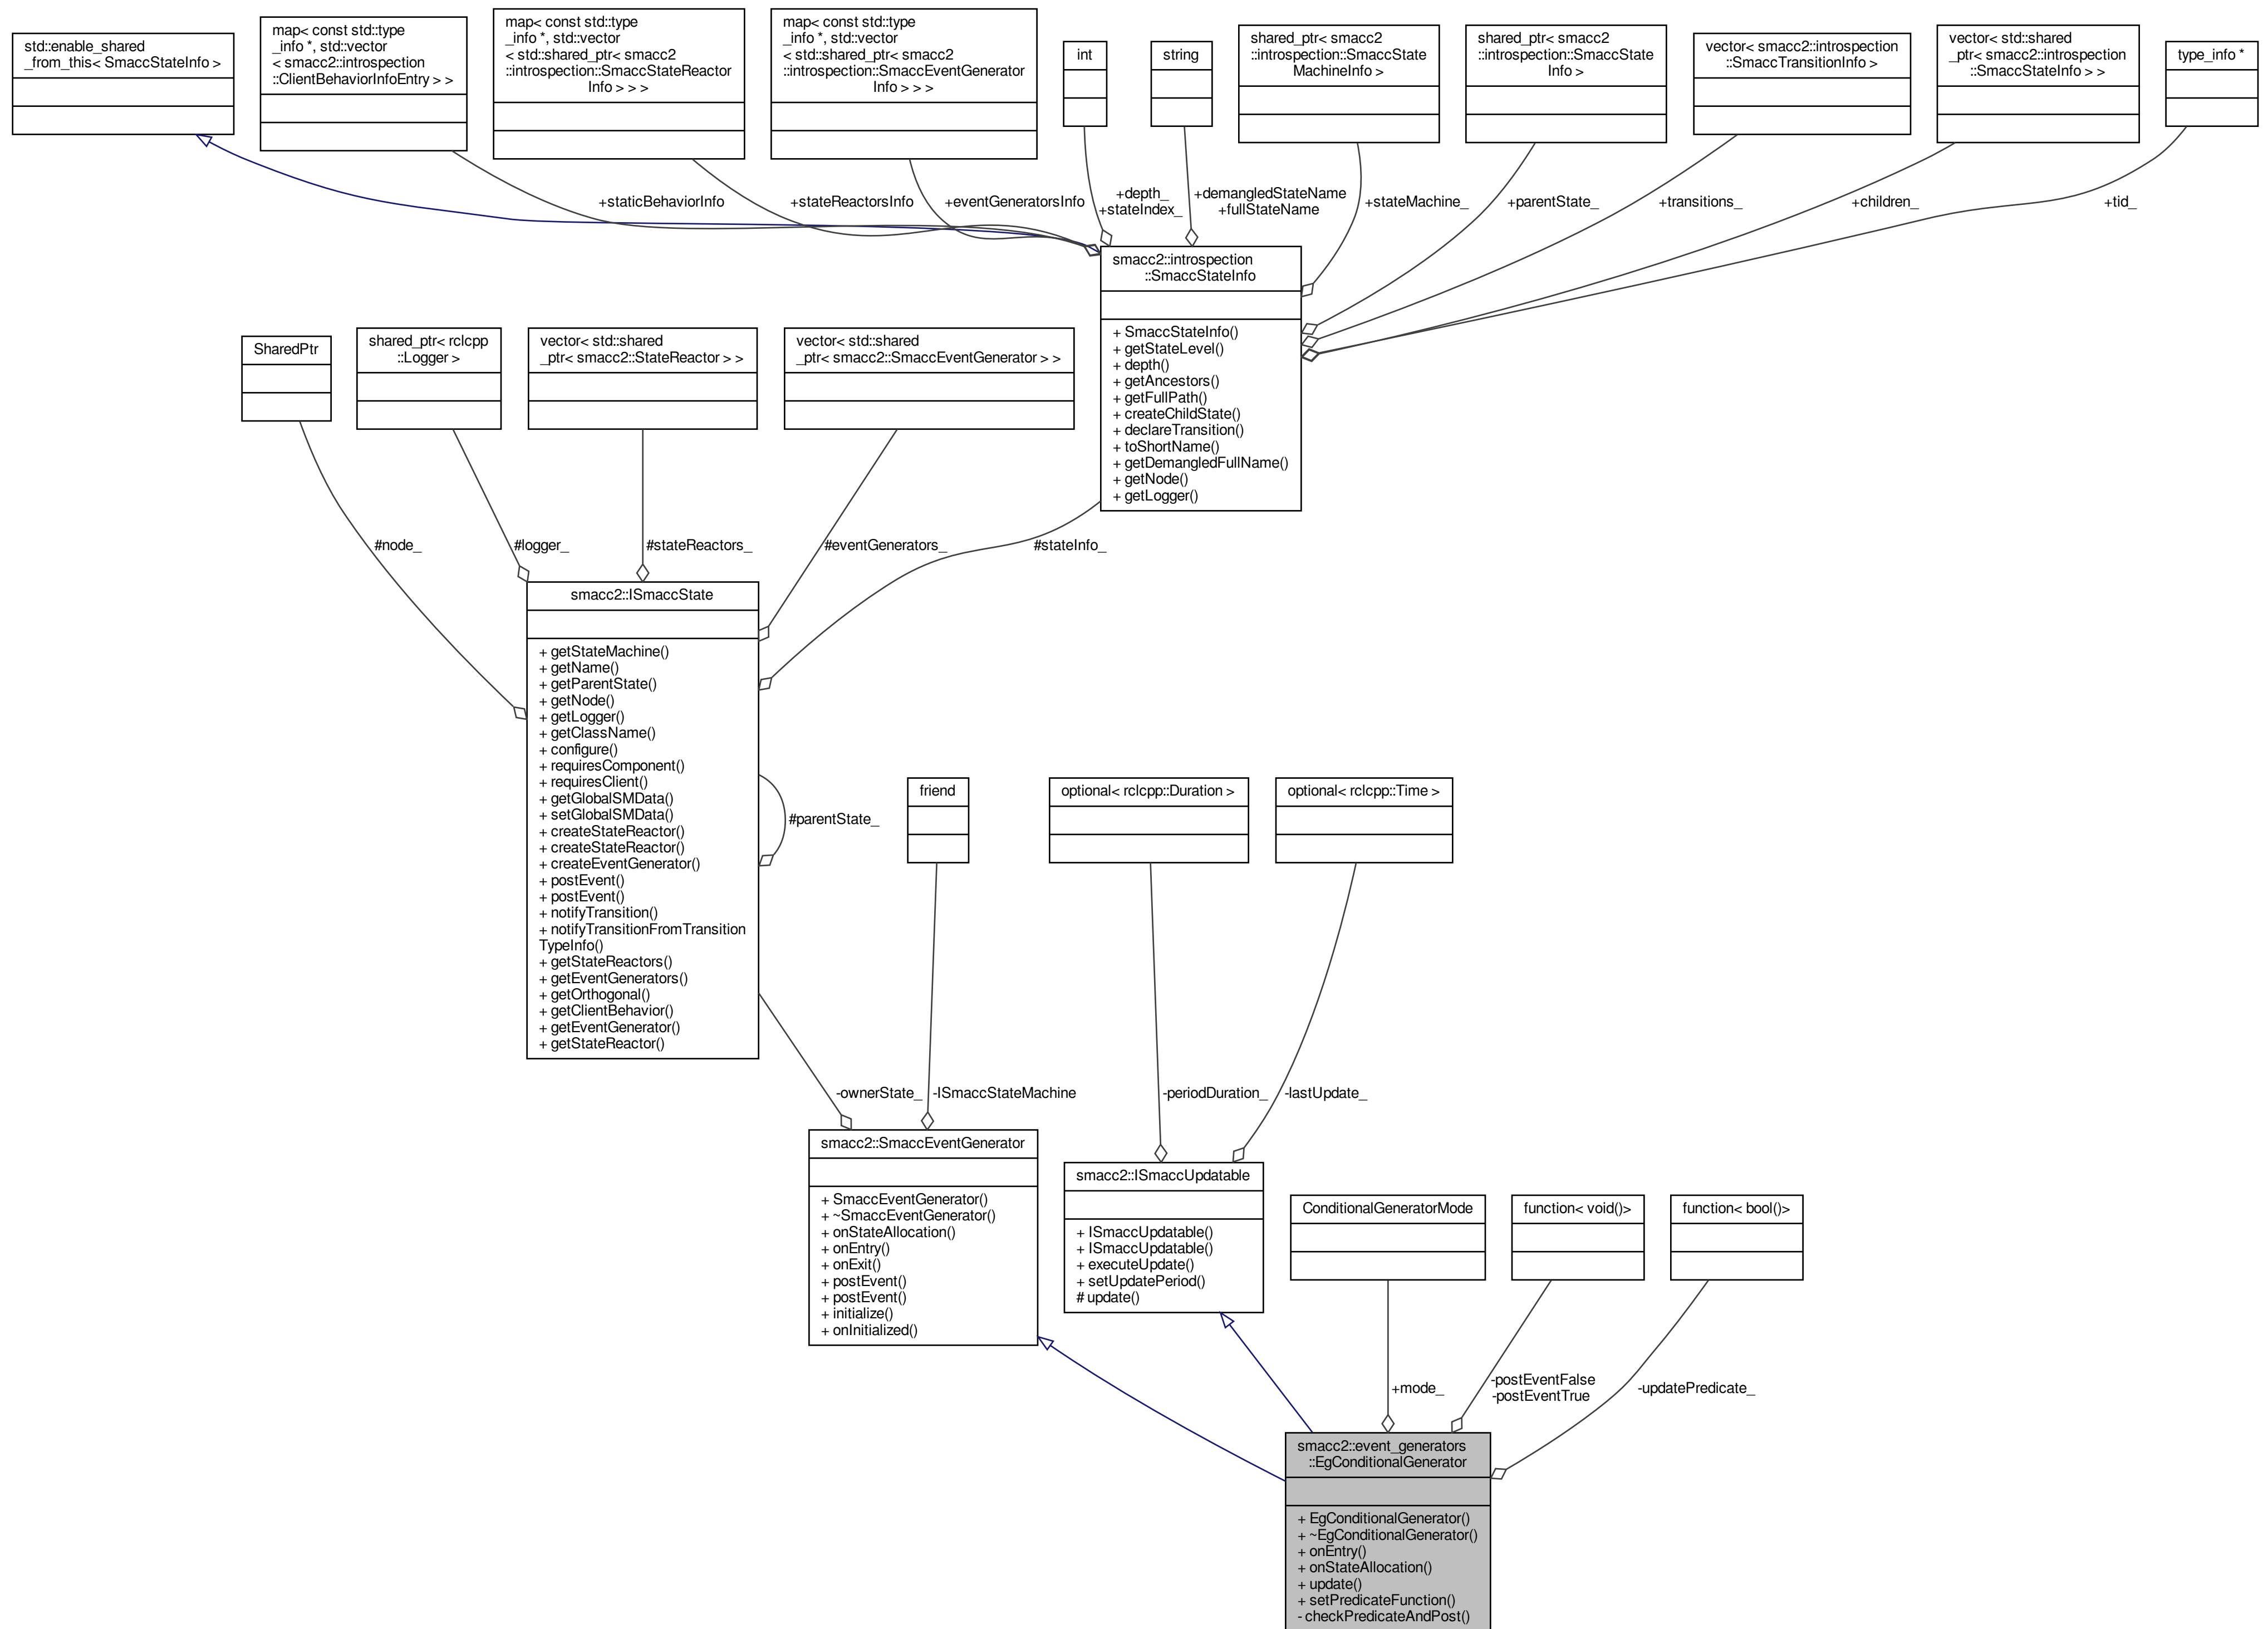 std::enable_shared
_from_this< SmaccStateInfo >
map< const std::type
_info *, std::vector
< smacc2::introspection
::ClientBehaviorInfoEntry > >
map< const std::type
_info *, std::vector
< std::shared_ptr< smacc2
::introspection::SmaccStateReactor
Info > > >
map< const std::type
_info *, std::vector
< std::shared_ptr< smacc2
::introspection::SmaccEventGenerator
Info > > >
int
string
shared_ptr< smacc2
::introspection::SmaccState
MachineInfo >
shared_ptr< smacc2
::introspection::SmaccState
Info >
vector< smacc2::introspection
::SmaccTransitionInfo >
vector< std::shared
_ptr< smacc2::introspection
::SmaccStateInfo > >
type_info *
+staticBehaviorInfo
+stateReactorsInfo
+eventGeneratorsInfo
+depth_
+stateIndex_
+demangledStateName
+fullStateName
+stateMachine_
+parentState_
+transitions_
+children_
+tid_
smacc2::introspection
::SmaccStateInfo
+ SmaccStateInfo()
+ getStateLevel()
+ depth()
+ getAncestors()
+ getFullPath()
+ createChildState()
+ declareTransition()
+ toShortName()
+ getDemangledFullName()
+ getNode()
+ getLogger()
SharedPtr
shared_ptr< rclcpp
::Logger >
vector< std::shared
_ptr< smacc2::StateReactor > >
vector< std::shared
_ptr< smacc2::SmaccEventGenerator > >
#node_
#logger_
#stateReactors_
#eventGenerators_
#stateInfo_
smacc2::ISmaccState
+ getStateMachine()
+ getName()
+ getParentState()
+ getNode()
+ getLogger()
+ getClassName()
+ configure()
+ requiresComponent()
+ requiresClient()
+ getGlobalSMData()
+ setGlobalSMData()
+ createStateReactor()
+ createStateReactor()
+ createEventGenerator()
+ postEvent()
+ postEvent()
+ notifyTransition()
+ notifyTransitionFromTransition
TypeInfo()
+ getStateReactors()
+ getEventGenerators()
+ getOrthogonal()
+ getClientBehavior()
+ getEventGenerator()
+ getStateReactor()
#parentState_
friend
optional< rclcpp::Duration >
optional< rclcpp::Time >
-ownerState_
-ISmaccStateMachine
-periodDuration_
-lastUpdate_
smacc2::SmaccEventGenerator
+ SmaccEventGenerator()
+ ~SmaccEventGenerator()
+ onStateAllocation()
+ onEntry()
+ onExit()
+ postEvent()
+ postEvent()
+ initialize()
+ onInitialized()
smacc2::ISmaccUpdatable
+ ISmaccUpdatable()
+ ISmaccUpdatable()
+ executeUpdate()
+ setUpdatePeriod()
# update()
ConditionalGeneratorMode
function< void()>
function< bool()>
+mode_
-postEventFalse
-postEventTrue
-updatePredicate_
smacc2::event_generators
::EgConditionalGenerator
+ EgConditionalGenerator()
+ ~EgConditionalGenerator()
+ onEntry()
+ onStateAllocation()
+ update()
+ setPredicateFunction()
- checkPredicateAndPost()